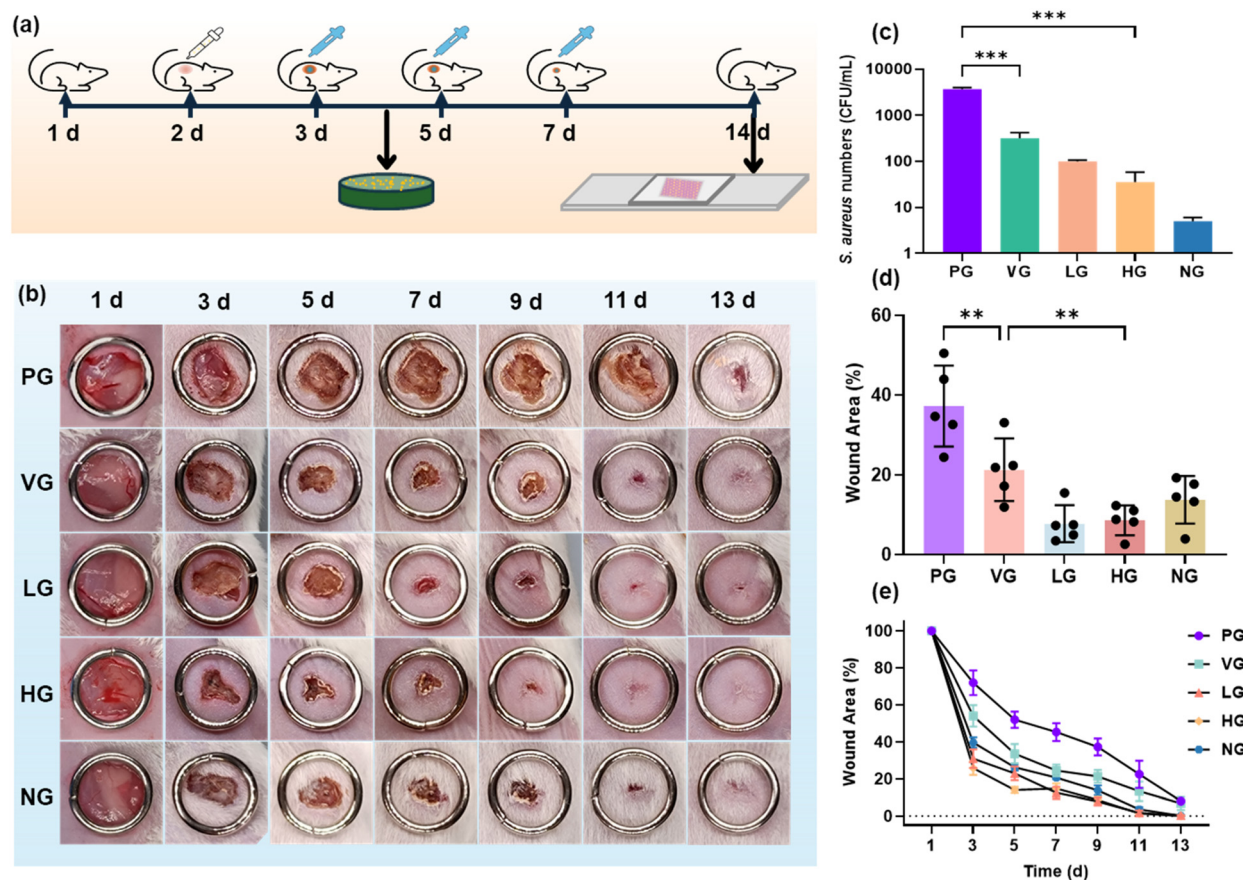 (a)
1 d 2 d 3 d 5 d 7 d 14 d
(b)
1 d 3 d 5 d 7 d 9 d 11 d 13 d
PG
VG
LG
HG
NG
(c)
***
***
S. aureus numbers (CFU/mL)
10000
1000
100
10
1
PG VG LG HG NG
(d)
** **
Wound Area (%)
60
40
20
0
PG VG LG HG NG
(e)
Wound Area (%)
100
80
60
40
20
0
1 3 5 7 9 11 13
Time (d)
PG
VG
LG
HG
NG